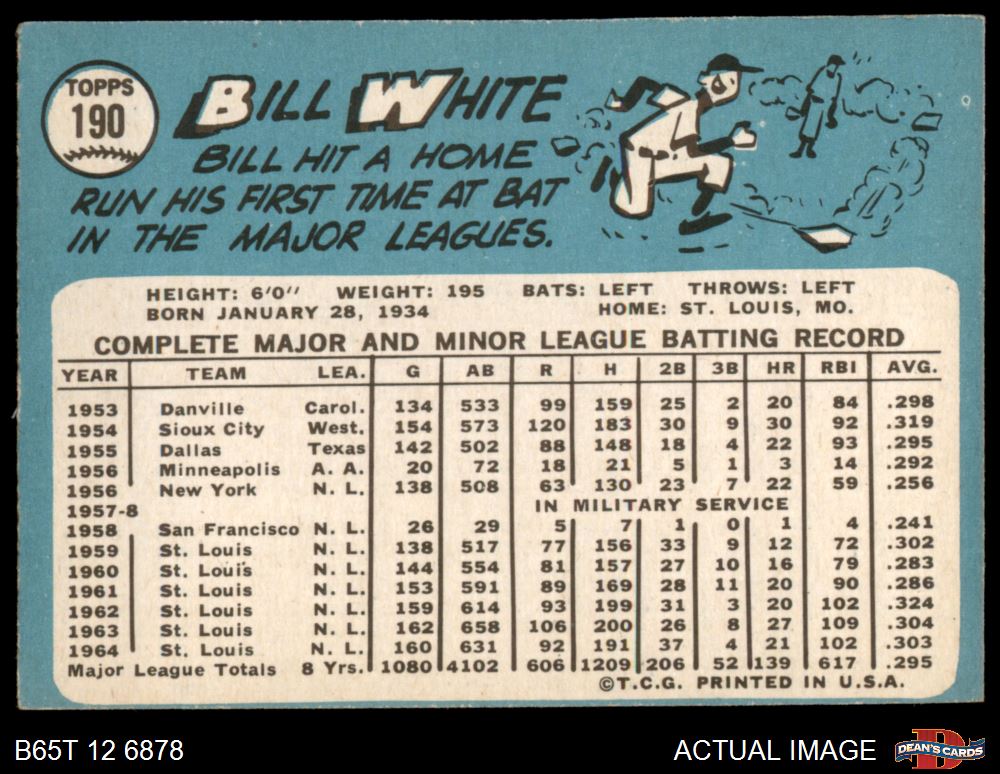 TOPPS
190
BILL WHITE
BILL HIT A HOME
RUN HIS FIRST TIME AT BAT
IN THE MAJOR LEAGUES.
HEIGHT: 6'0" WEIGHT: 195 BATS: LEFT THROWS: LEFT
BORN JANUARY 28, 1934 HOME: ST. LOUIS, MO.
COMPLETE MAJOR AND MINOR LEAGUE BATTING RECORD
YEAR TEAM LEA. G AB R H 2B 3B HR RBI AVG.
1953 Danville Carol. 134 533 99 159 25 2 20 84 .298
1954 Sioux City West. 154 573 120 183 30 9 30 92 .319
1955 Dallas Texas 142 502 88 148 18 4 22 93 .295
1956 Minneapolis A. A. 20 72 18 21 5 1 3 14 .292
1956 New York N. L. 138 508 63 130 23 7 22 59 .256
1957-8 IN MILITARY SERVICE
1958 San Francisco N. L. 26 29 5 7 1 0 1 4 .241
1959 St. Louis N. L. 138 517 77 156 33 9 12 72 .302
1960 St. Louis N. L. 144 554 81 157 27 10 16 79 .283
1961 St. Louis N. L. 153 591 89 169 28 11 20 90 .286
1962 St. Louis N. L. 159 614 93 199 31 3 20 102 .324
1963 St. Louis N. L. 162 658 106 200 26 8 27 109 .304
1964 St. Louis N. L. 160 631 92 191 37 4 21 102 .303
Major League Totals 8 Yrs. 1080 4102 606 1209 206 52 139 617 .295
©T.C.G. PRINTED IN U.S.A.
B65T 12 6878 ACTUAL IMAGE DEAN'S CARDS